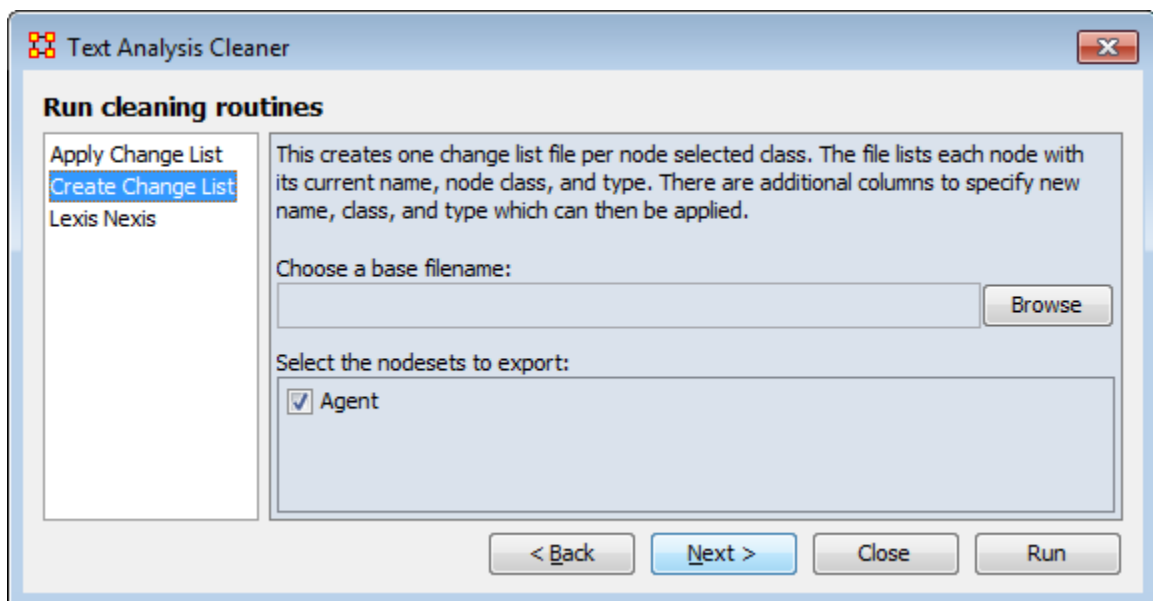 Text Analysis Cleaner
Run cleaning routines
Apply Change List
Create Change List
Lexis Nexis
This creates one change list file per node selected class. The file lists each node with
its current name, node class, and type. There are additional columns to specify new
name, class, and type which can then be applied.
Choose a base filename:
Browse
Select the nodesets to export:
Agent
< Back
Next >
Close
Run